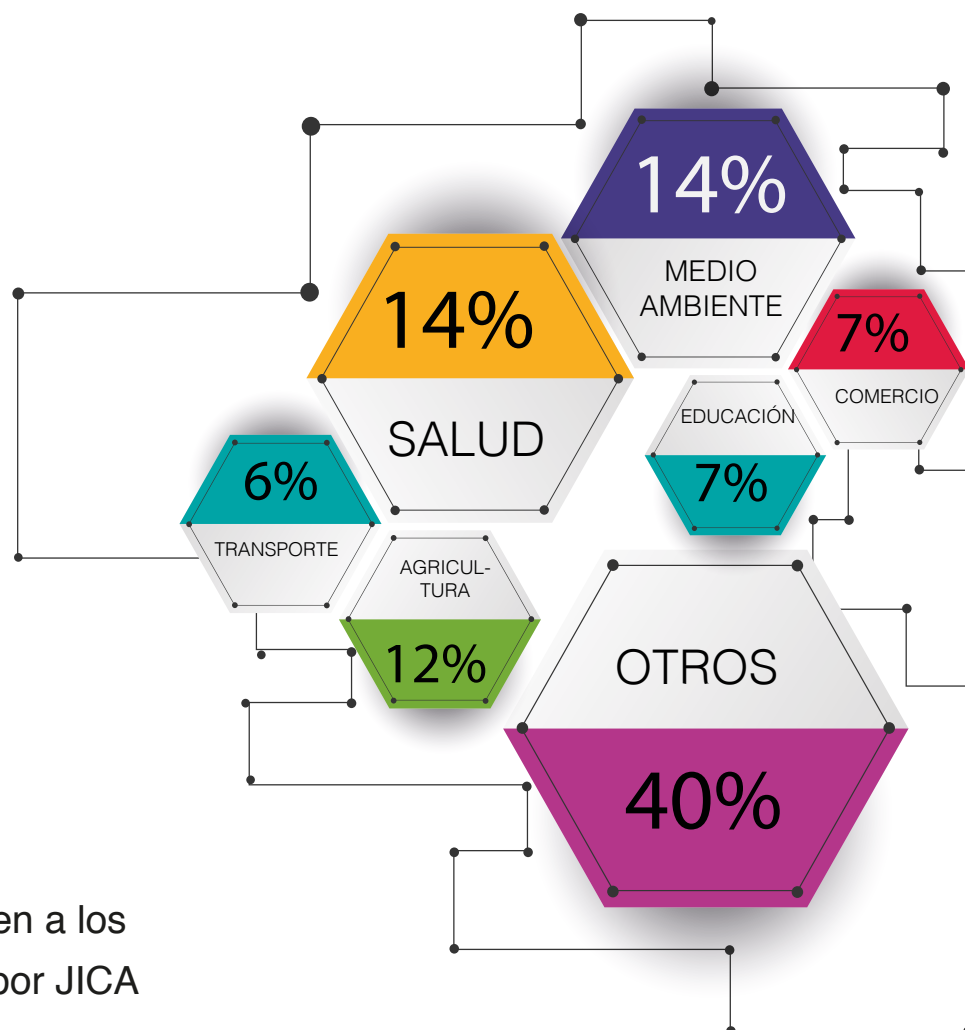 14%
MEDIO
AMBIENTE
14%
SALUD
7%
COMERCIO
EDUCACIÓN
7%
6%
TRANSPORTE
AGRICUL-
TURA
12%
OTROS
40%
en a los
por JICA